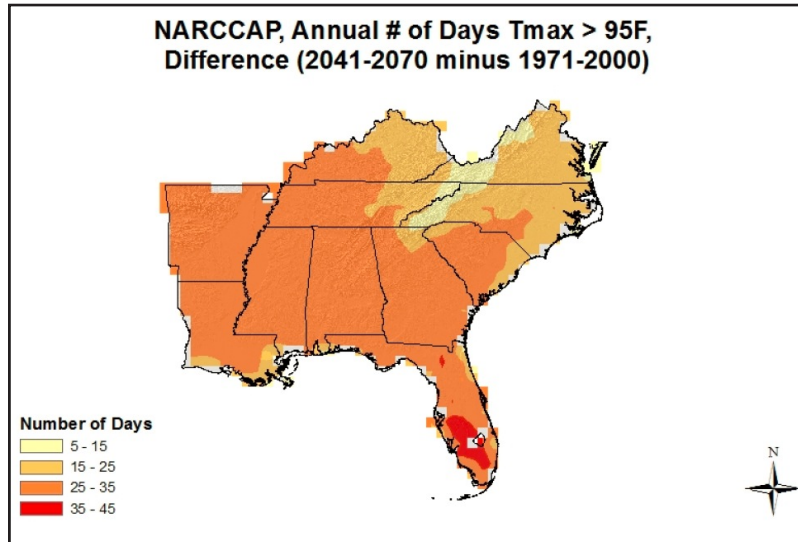 NARCCAP, Annual # of Days Tmax > 95F,
Difference (2041-2070 minus 1971-2000)
Number of Days
5 - 15
15 - 25
25 - 35
35 - 45
N